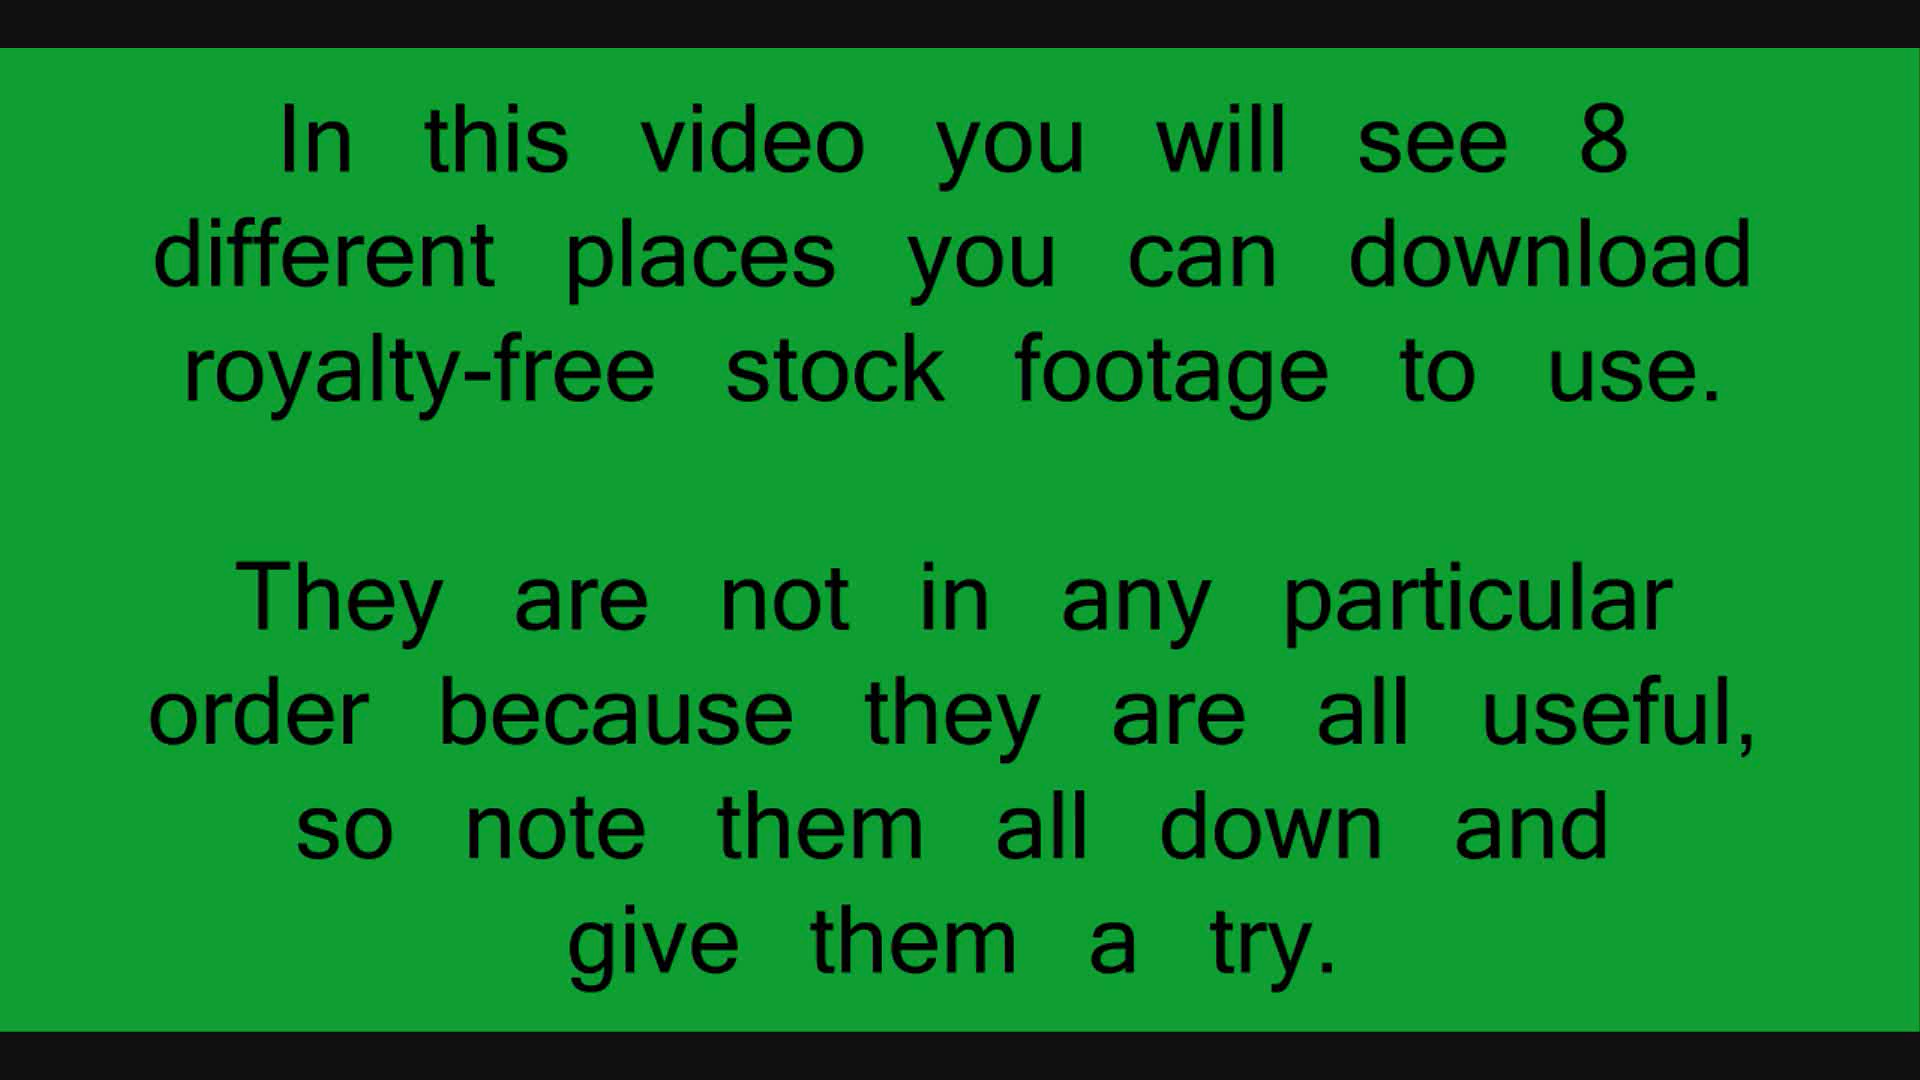 In this video you will see 8
different places you can download
royalty-free stock footage to use.
They are not in any particular
order because they are all useful,
so note them all down and
give them a try.